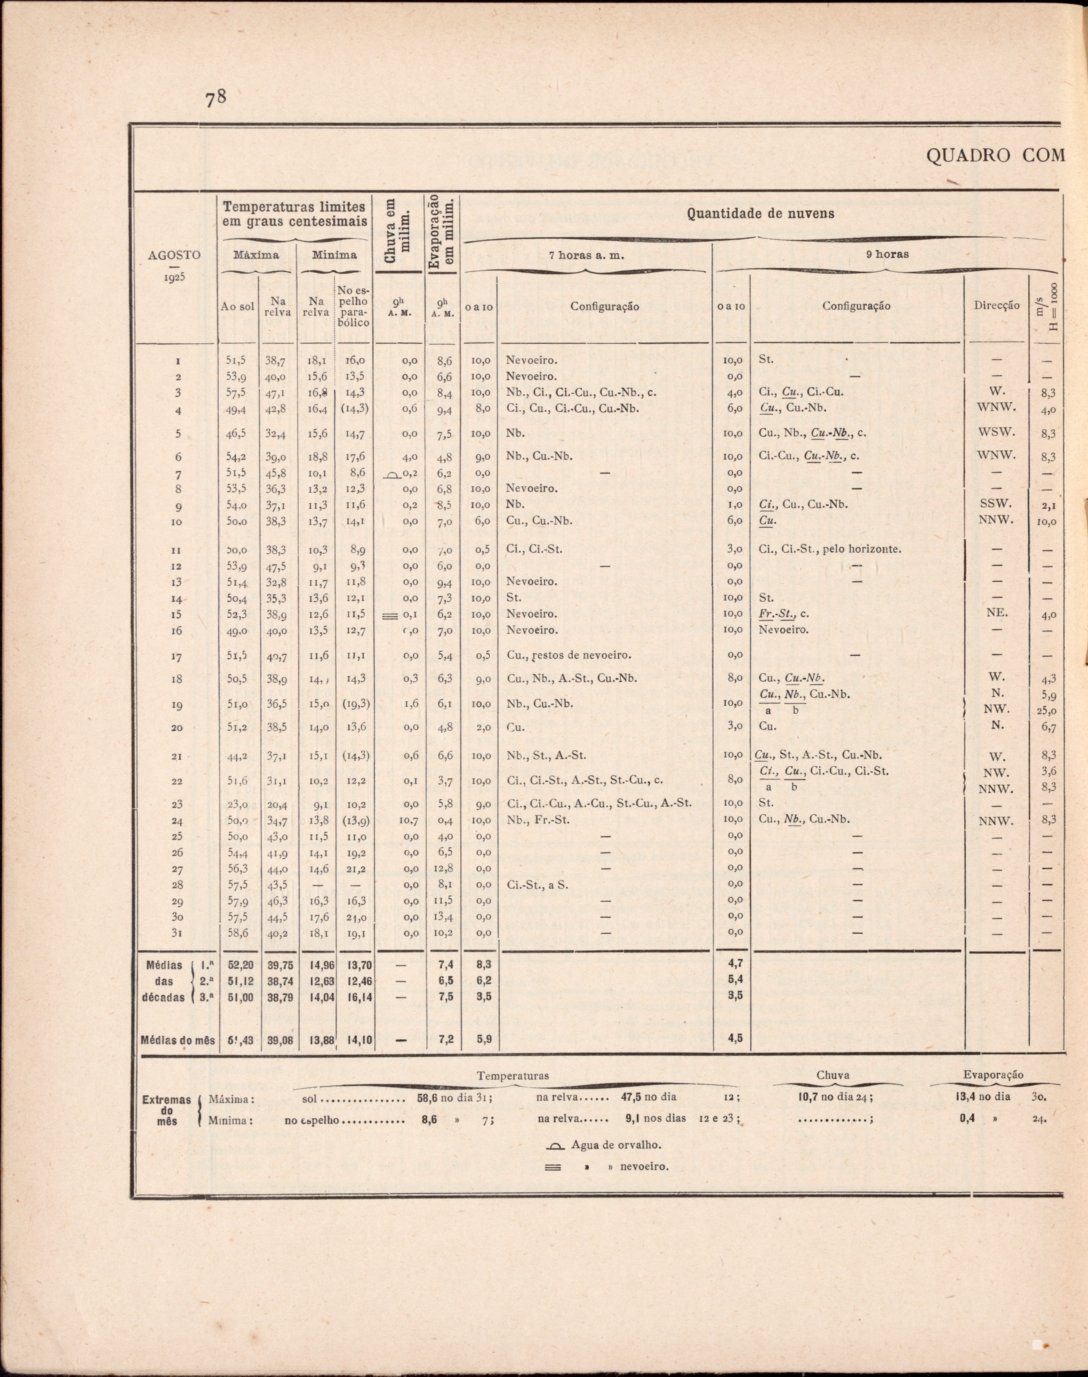 78
QUADRO COM
AGOSTO
1925
Temperaturas limites
em graus centesimais
Chuva em
milim.
Evaporação
em milim.
Quantidade de nuvens
Máxima Mínima 7 horas a. m. 9 horas
Ao sol Na relva Na relva No espelho parabólico 9h A. M. 9h A. M. 0 a 10 Configuração 0 a 10 Configuração Direcção m/s H = 1000
1 51,5 38,7 18,1 16,0 0,0 8,6 10,0 Nevoeiro. 10,0 St. — —
2 53,9 40,0 15,6 13,5 0,0 6,6 10,0 Nevoeiro. 0,0 — — —
3 57,5 47,1 16,8 14,3 0,0 8,4 10,0 Nb., Ci., Ci.-Cu., Cu.-Nb., c. 4,0 Ci., Cu., Ci.-Cu. W. 8,3
4 49,4 42,8 16,4 (14,3) 0,6 9,4 8,0 Ci., Cu., Ci.-Cu., Cu.-Nb. 6,0 Cu., Cu.-Nb. WNW. 4,0
5 46,5 32,4 15,6 14,7 0,0 7,5 10,0 Nb. 10,0 Cu., Nb., Cu.-Nb., c. WSW. 8,3
6 54,2 39,0 18,8 17,6 4,0 4,8 9,0 Nb., Cu.-Nb. 10,0 Ci.-Cu., Cu.-Nb., c. WNW. 8,3
7 51,5 45,8 10,1 8,6 0,2 6,2 0,0 — 0,0 — — —
8 53,5 36,3 13,2 12,3 0,0 6,8 10,0 Nevoeiro. 0,0 — — —
9 54,0 37,1 11,3 11,6 0,2 8,5 10,0 Nb. 1,0 Ci., Cu., Cu.-Nb. SSW. 2,1
10 50,0 38,3 13,7 14,1 0,0 7,0 6,0 Cu., Cu.-Nb. 6,0 Cu. NNW. 10,0
11 50,0 38,3 10,3 8,9 0,0 7,0 0,5 Ci., Ci.-St. 3,0 Ci., Ci.-St., pelo horizonte. — —
12 53,9 47,5 9,1 9,3 0,0 6,0 0,0 — 0,0 — — —
13 51,4 32,8 11,7 11,8 0,0 9,4 10,0 Nevoeiro. 0,0 — — —
14 50,4 35,3 13,6 12,1 0,0 7,3 10,0 St. 10,0 St. — —
15 52,3 38,9 12,6 11,5 0,1 6,2 10,0 Nevoeiro. 10,0 Fr.-St., c. NE. 4,0
16 49,0 40,0 13,5 12,7 0,0 7,0 10,0 Nevoeiro. 10,0 Nevoeiro. — —
17 51,5 40,7 11,6 11,1 0,0 5,4 0,5 Cu., restos de nevoeiro. 0,0 — — —
18 50,5 38,9 14, 14,3 0,3 6,3 9,0 Cu., Nb., A.-St., Cu.-Nb. 8,0 Cu., Cu.-Nb. W. 4,3
19 51,0 36,5 15,0 (19,3) 1,6 6,1 10,0 Nb., Cu.-Nb. 10,0 Cu., Nb., Cu.-Nb. N. 5,9
a b NW. 25,0
20 51,2 38,5 14,0 13,6 0,0 4,8 2,0 Cu. 3,0 Cu. N. 6,7
21 44,2 37,1 15,1 (14,3) 0,6 6,6 10,0 Nb., St., A.-St. 10,0 Cu., St., A.-St., Cu.-Nb. W. 8,3
22 51,6 31,1 10,2 12,2 0,1 3,7 10,0 Ci., Ci.-St., A.-St., St.-Cu., c. 8,0 Ci., Cu., Ci.-Cu., Ci.-St. NW. 3,6
a b NNW. 8,3
23 23,0 20,4 9,1 10,2 0,0 5,8 9,0 Ci., Ci.-Cu., A.-Cu., St.-Cu., A.-St. 10,0 St. — —
24 50,0 34,7 13,8 (13,9) 10,7 0,4 10,0 Nb., Fr.-St. 10,0 Cu., Nb., Cu.-Nb. NNW. 8,3
25 50,0 43,0 11,5 11,0 0,0 4,0 0,0 — 0,0 — — —
26 54,4 41,9 14,1 19,2 0,0 6,5 0,0 — 0,0 — — —
27 56,3 44,0 14,6 21,2 0,0 12,8 0,0 — 0,0 — — —
28 57,5 43,5 — — 0,0 8,1 0,0 Ci.-St., a S. 0,0 — — —
29 57,9 46,3 16,3 16,3 0,0 11,5 0,0 — 0,0 — — —
30 57,5 44,5 17,6 21,0 0,0 13,4 0,0 — 0,0 — — —
31 58,6 40,2 18,1 19,1 0,0 10,2 0,0 — 0,0 — — —
Médias 1.ª 52,20 39,75 14,96 13,70 — 7,4 8,3 4,7
das 2.ª 51,12 38,74 12,63 12,46 — 6,5 6,2 5,4
décadas 3.ª 51,00 38,79 14,04 16,14 — 7,5 3,5 3,5
Médias do mês 51,43 39,08 13,88 14,10 — 7,2 5,9 4,5
Temperaturas Chuva Evaporação
Extremas do mês
Máxima: sol ................ 58,6 no dia 31; na relva...... 47,5 no dia 12; 10,7 no dia 24; 13,4 no dia 30.
Mínima: no espelho............ 8,6 » 7; na relva...... 9,1 nos dias 12 e 23; .............; 0,4 » 24.
Agua de orvalho.
» » nevoeiro.